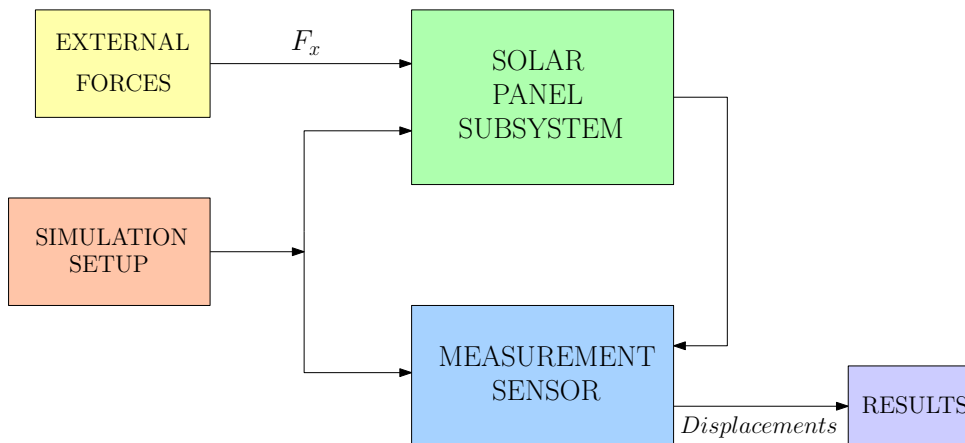 EXTERNAL
FORCES
F_x
SOLAR
PANEL
SUBSYSTEM
SIMULATION
SETUP
MEASUREMENT
SENSOR
Displacements
RESULTS